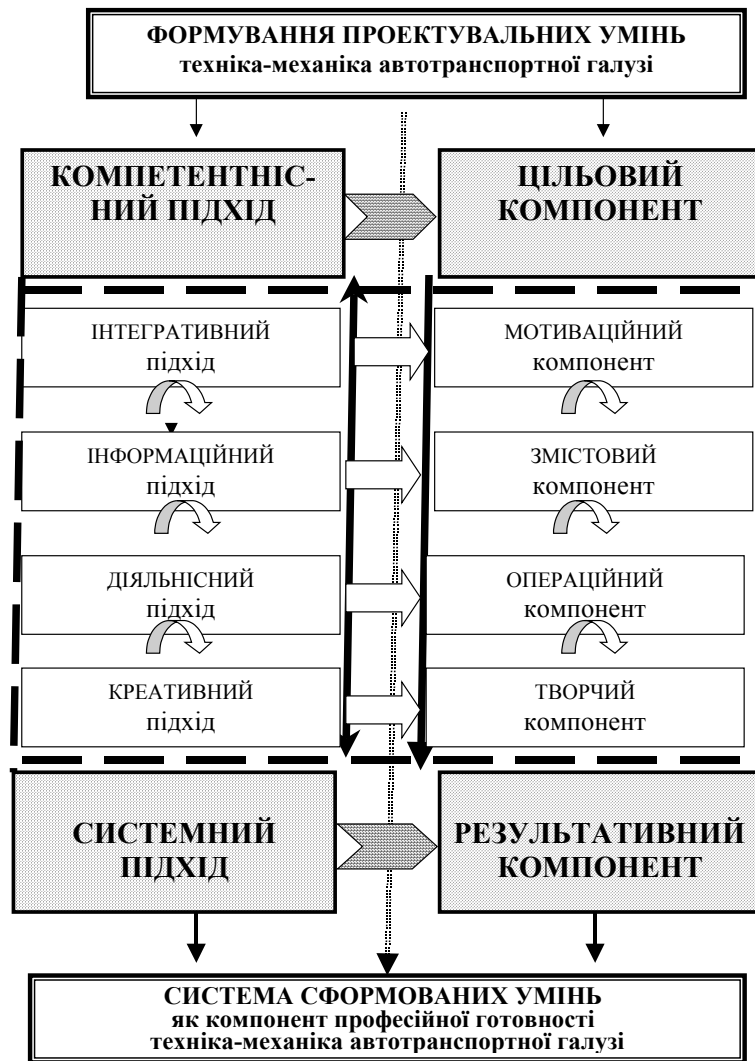 ФОРМУВАННЯ ПРОЕКТУВАЛЬНИХ УМІНЬ
техніка-механіка автотранспортної галузі
КОМПЕТЕНТНІС-
НИЙ ПІДХІД
ЦІЛЬОВИЙ
КОМПОНЕНТ
ІНТЕГРАТИВНИЙ
підхід
МОТИВАЦІЙНИЙ
компонент
ІНФОРМАЦІЙНИЙ
підхід
ЗМІСТОВИЙ
компонент
ДІЯЛЬНІСНИЙ
підхід
ОПЕРАЦІЙНИЙ
компонент
КРЕАТИВНИЙ
підхід
ТВОРЧИЙ
компонент
СИСТЕМНИЙ
ПІДХІД
РЕЗУЛЬТАТИВНИЙ
КОМПОНЕНТ
СИСТЕМА СФОРМОВАНИХ УМІНЬ
як компонент професійної готовності
техніка-механіка автотранспортної галузі